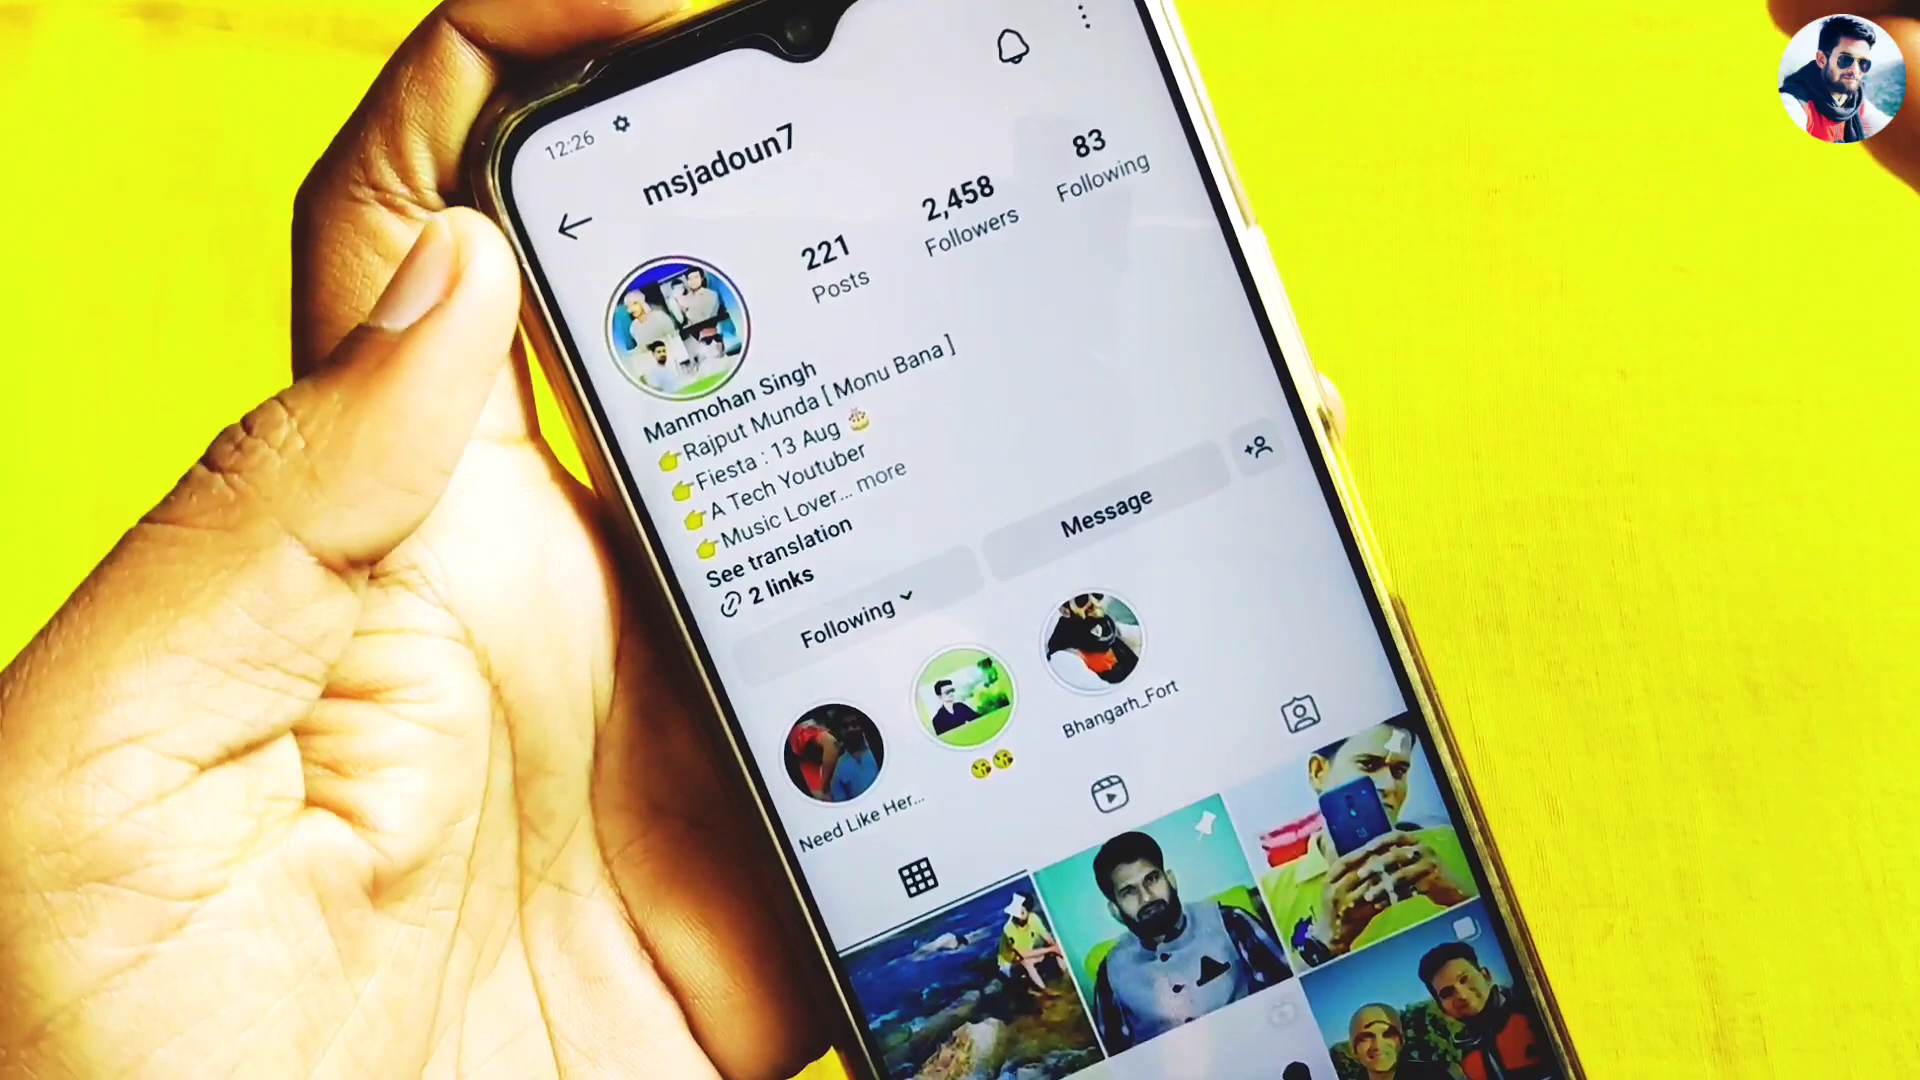 12:26
msjadoun7
221
Posts
2,458
Followers
83
Following
Manmohan Singh
👉Rajput Munda [ Monu Bana ]
👉Fiesta : 13 Aug 🎂
👉A Tech Youtuber
👉Music Lover... more
See translation
2 links
Following
Message
Need Like Her...
😘😘
Bhangarh_Fort